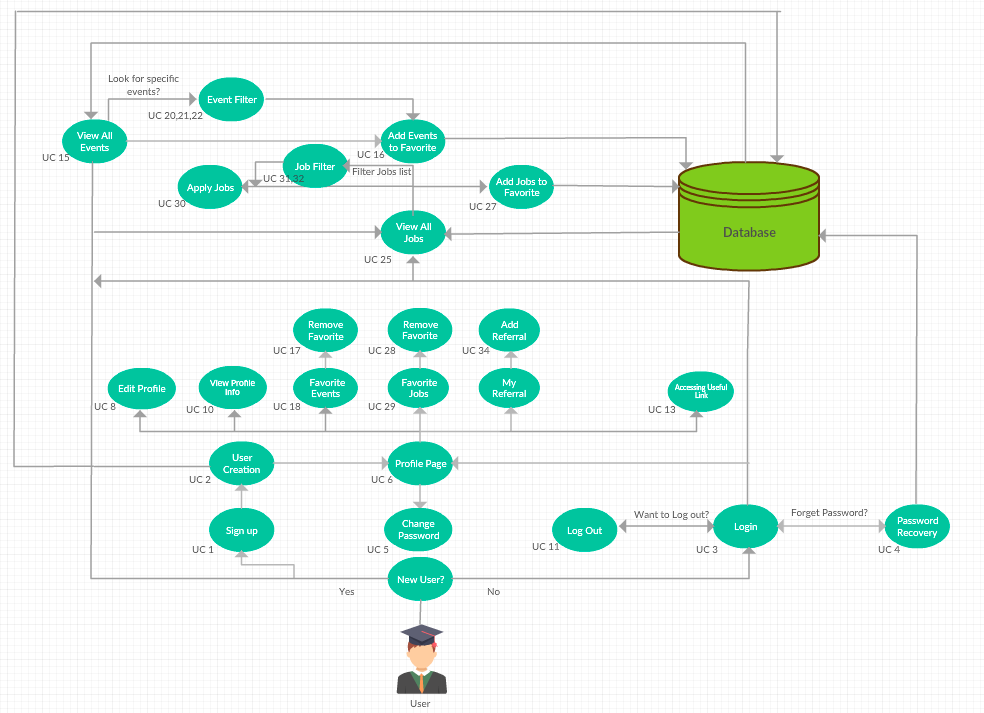 Look for specific
events?
Event Filter
UC 20,21,22
View All
Events
UC 15
Add Events
to Favorite
UC 16
Job Filter
UC 31,32
Filter Jobs list
Apply Jobs
UC 30
Add Jobs to
Favorite
UC 27
View All
Jobs
UC 25
Database
Remove
Favorite
UC 17
Remove
Favorite
UC 28
Add
Referral
UC 34
Edit Profile
UC 8
View Profile
Info
UC 10
Favorite
Events
UC 18
Favorite
Jobs
UC 29
My
Referral
Accessing Useful
Link
UC 13
User
Creation
UC 2
Profile Page
UC 6
Sign up
UC 1
Change
Password
UC 5
Log Out
UC 11
Want to Log out?
Login
UC 3
Forget Password?
Password
Recovery
UC 4
New User?
Yes
No
User